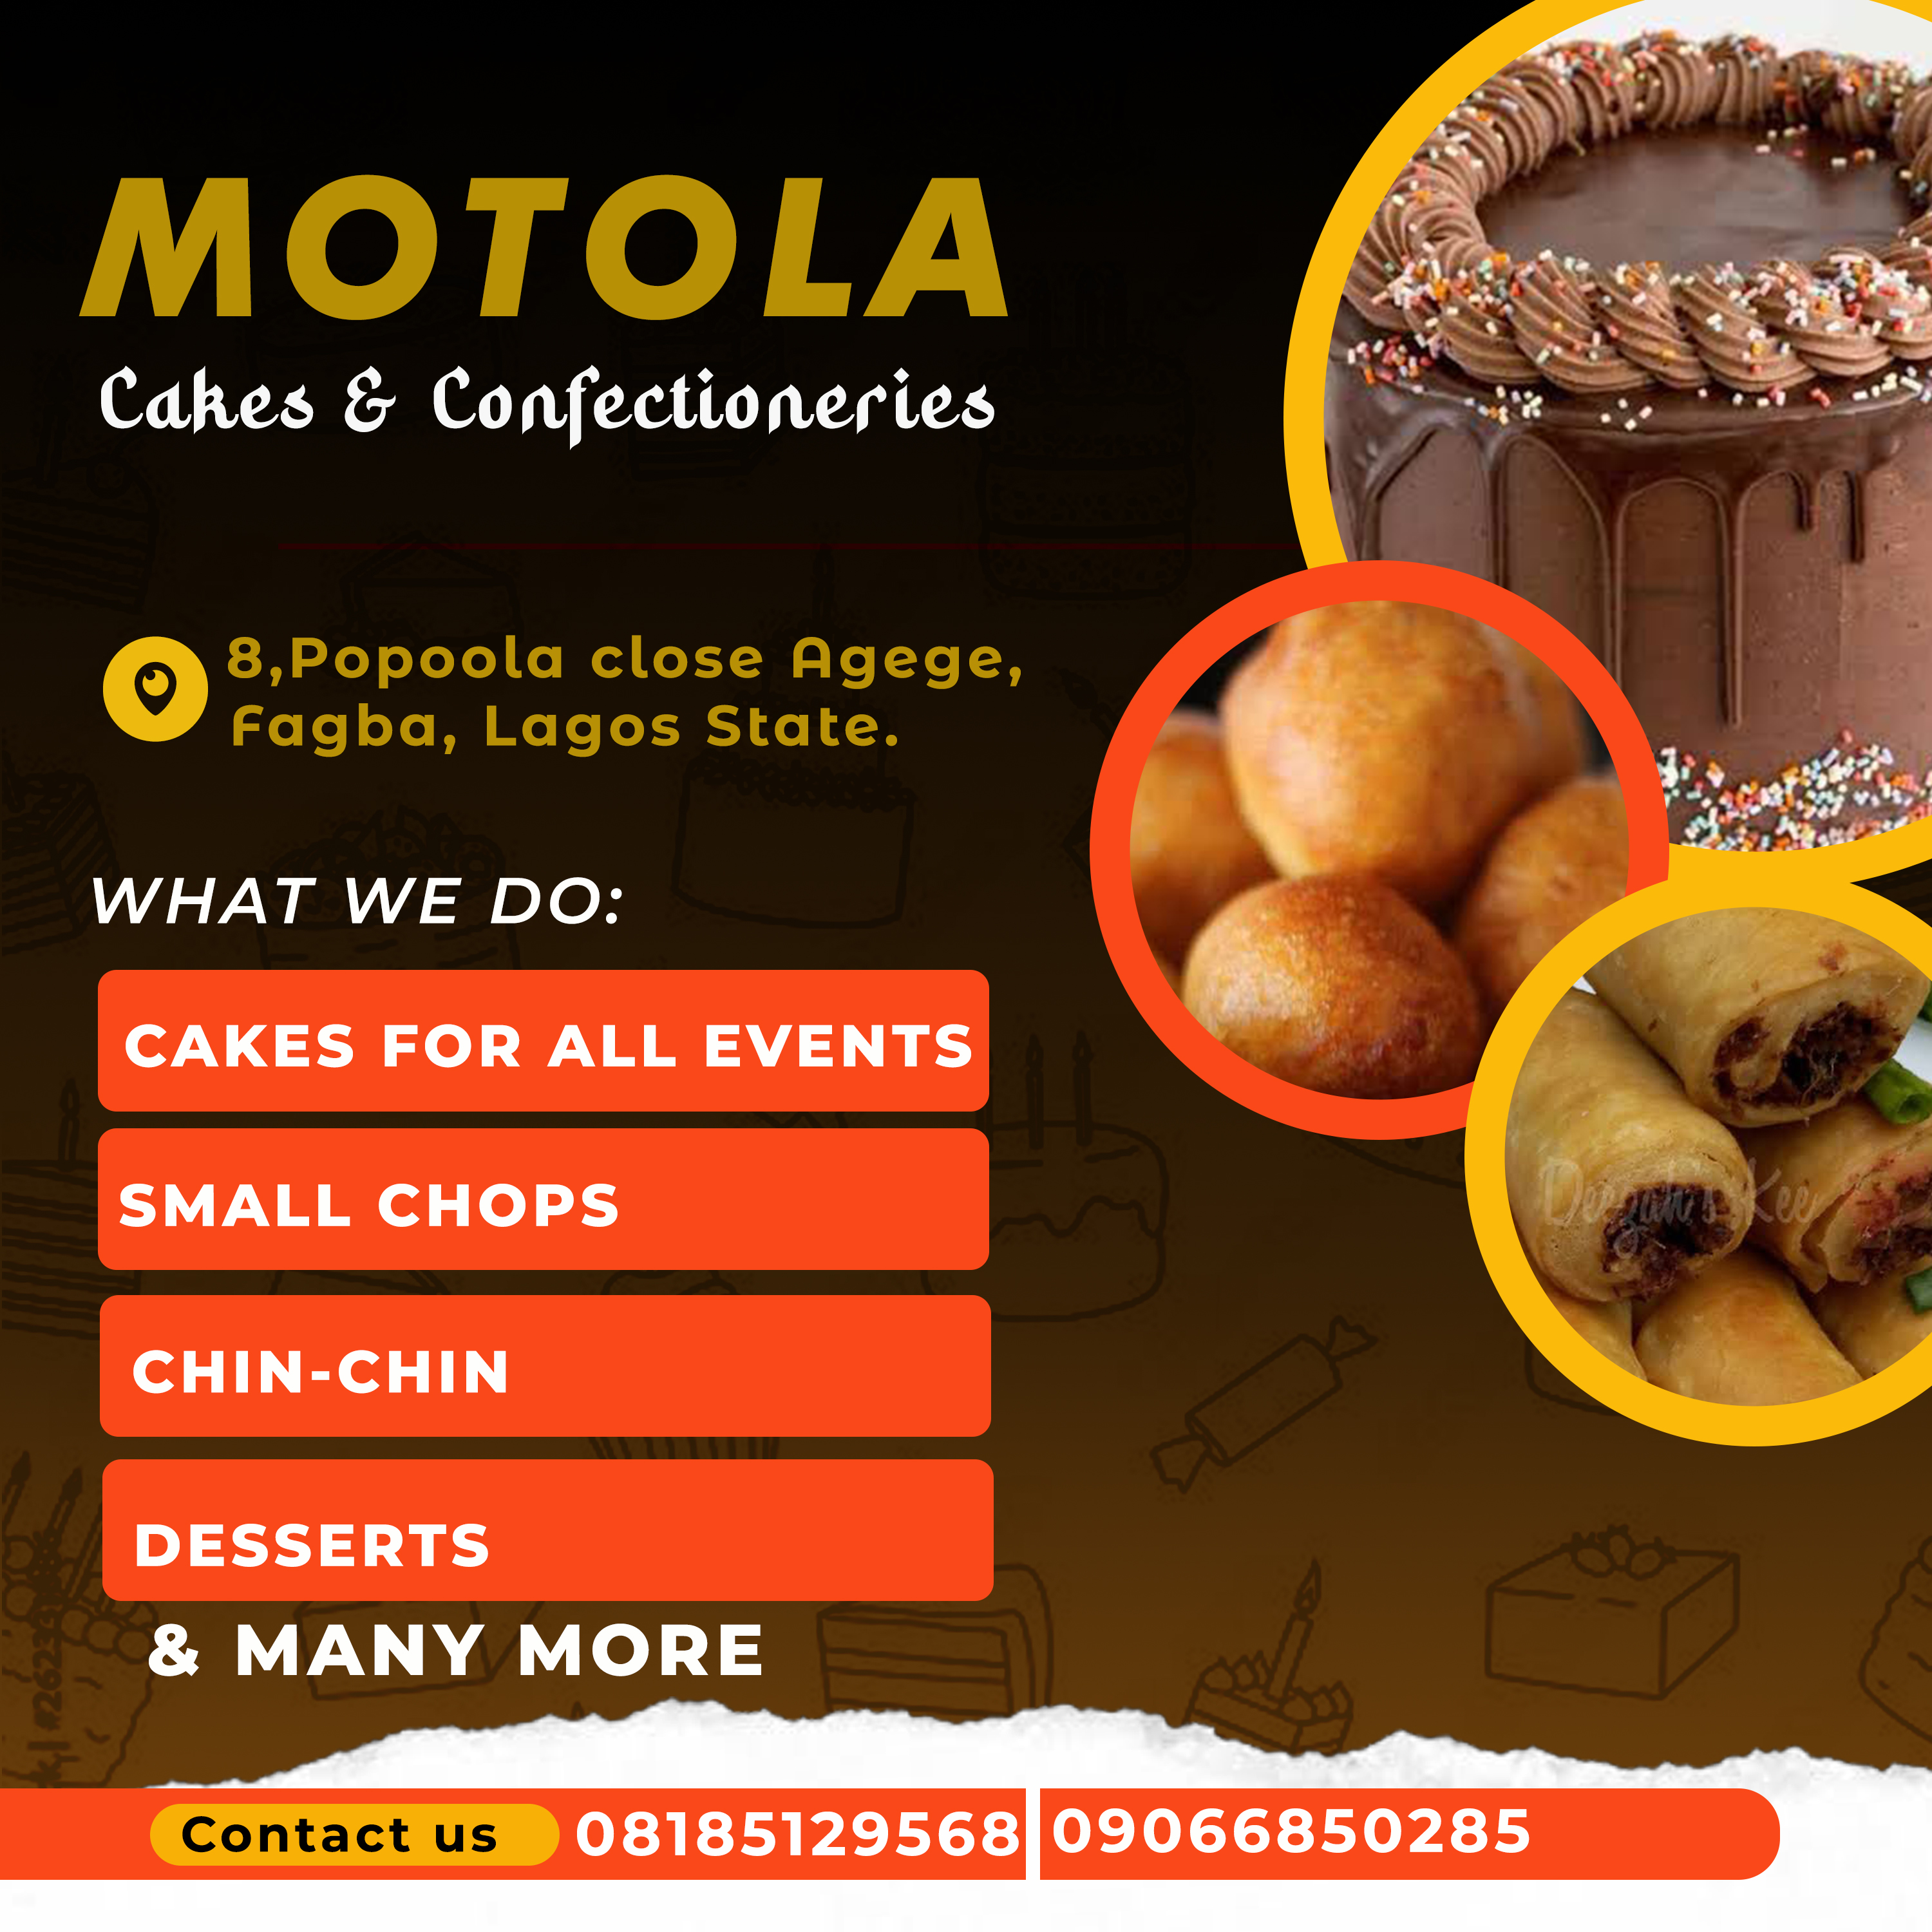 MOTOLA
Cakes & Confectioneries
8,Popoola close Agege,
Fagba, Lagos State.
WHAT WE DO:
CAKES FOR ALL EVENTS
SMALL CHOPS
CHIN-CHIN
DESSERTS
& MANY MORE
Contact us 08185129568 09066850285